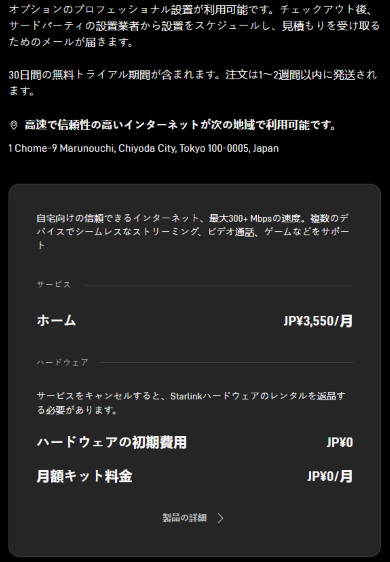 オプションのプロフェッショナル設置が利用可能です。チェックアウト後、
サードパーティの設置業者から設置をスケジュールし、見積もりを受け取る
ためのメールが届きます。
30日間の無料トライアル期間が含まれます。注文は1～2週間以内に発送され
ます。
高速で信頼性の高いインターネットが次の地域で利用可能です。
1 Chome-9 Marunouchi, Chiyoda City, Tokyo 100-0005, Japan
自宅向けの信頼できるインターネット、最大300+ Mbpsの速度。複数のデ
バイスでシームレスなストリーミング、ビデオ通話、ゲームなどをサポー
ト
サービス
ホーム JP¥3,550/月
ハードウェア
サービスをキャンセルすると、Starlinkハードウェアのレンタルを返品す
る必要があります。
ハードウェアの初期費用 JP¥0
月額キット料金 JP¥0/月
製品の詳細